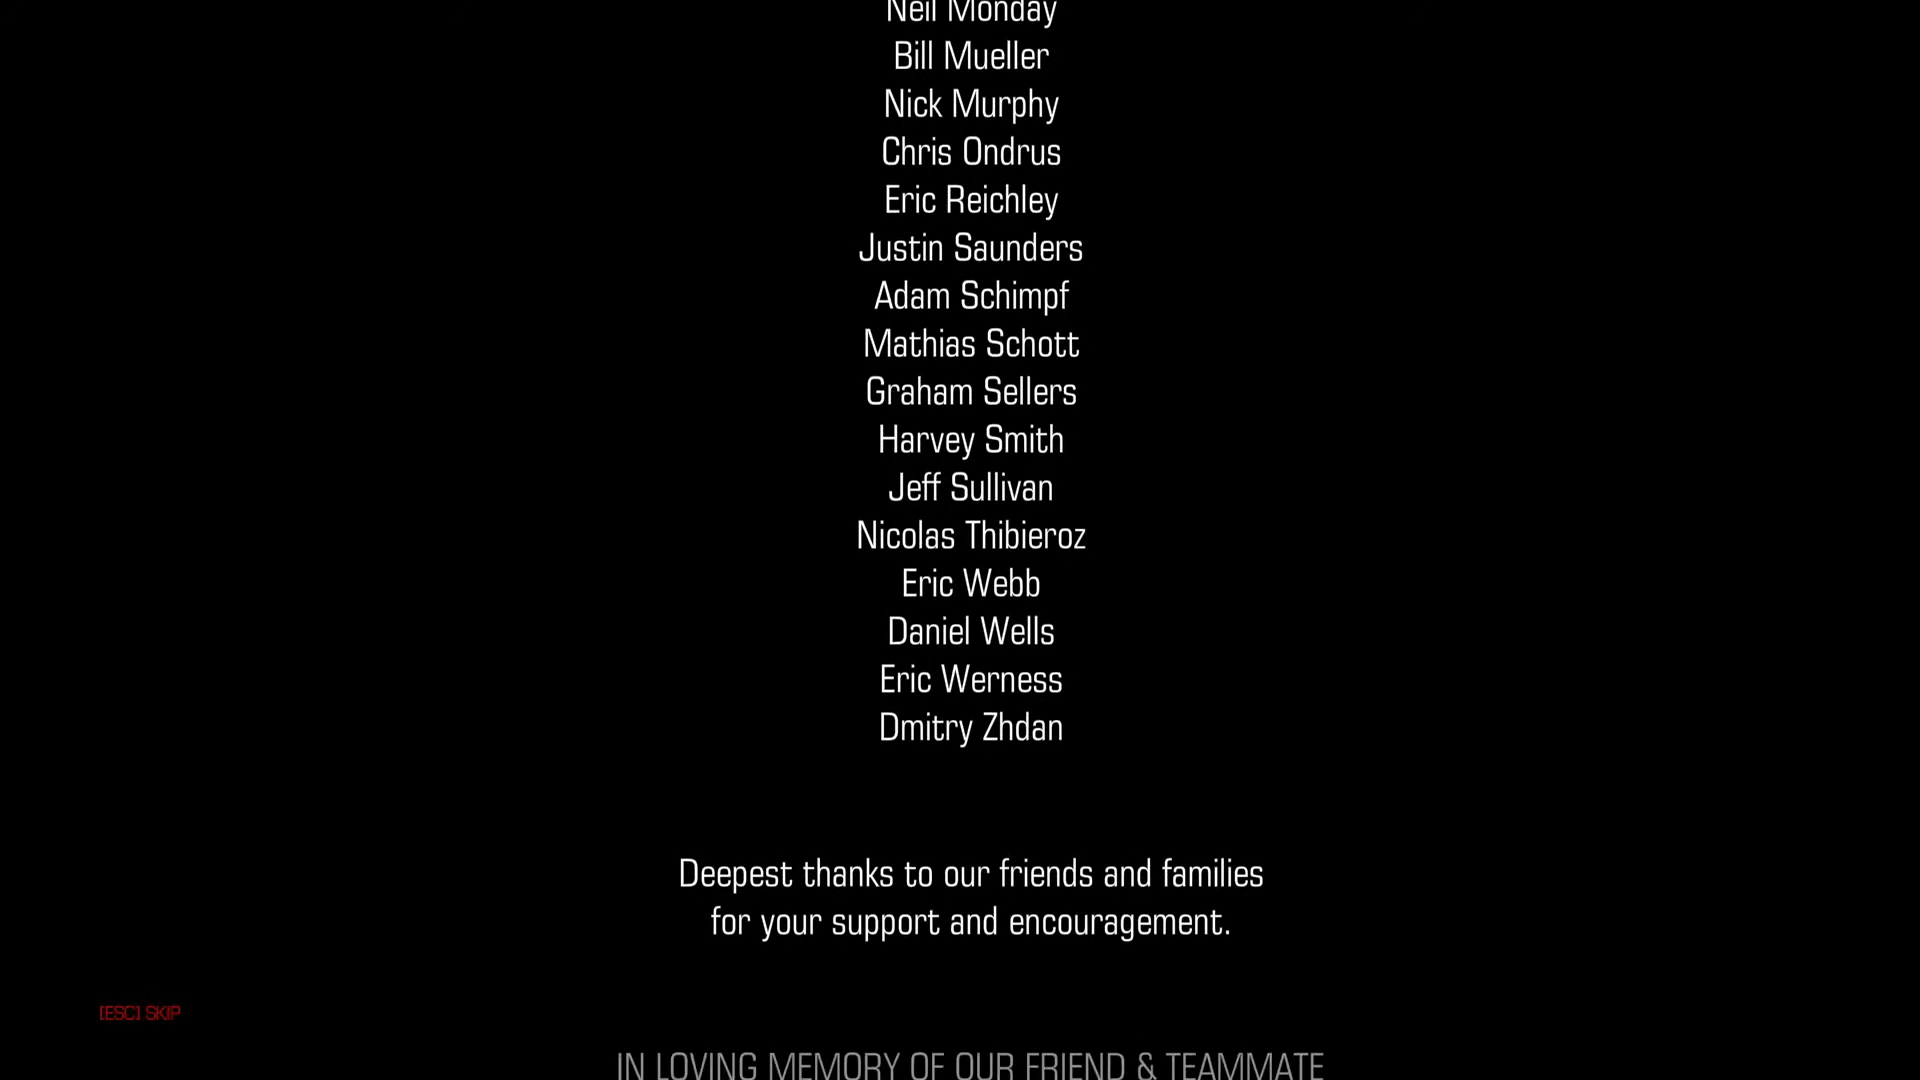 Neil Monday
Bill Mueller
Nick Murphy
Chris Ondrus
Eric Reichley
Justin Saunders
Adam Schimpf
Mathias Schott
Graham Sellers
Harvey Smith
Jeff Sullivan
Nicolas Thibieroz
Eric Webb
Daniel Wells
Eric Werness
Dmitry Zhdan
Deepest thanks to our friends and families
for your support and encouragement.
[ESC] SKIP
IN LOVING MEMORY OF OUR FRIEND & TEAMMATE